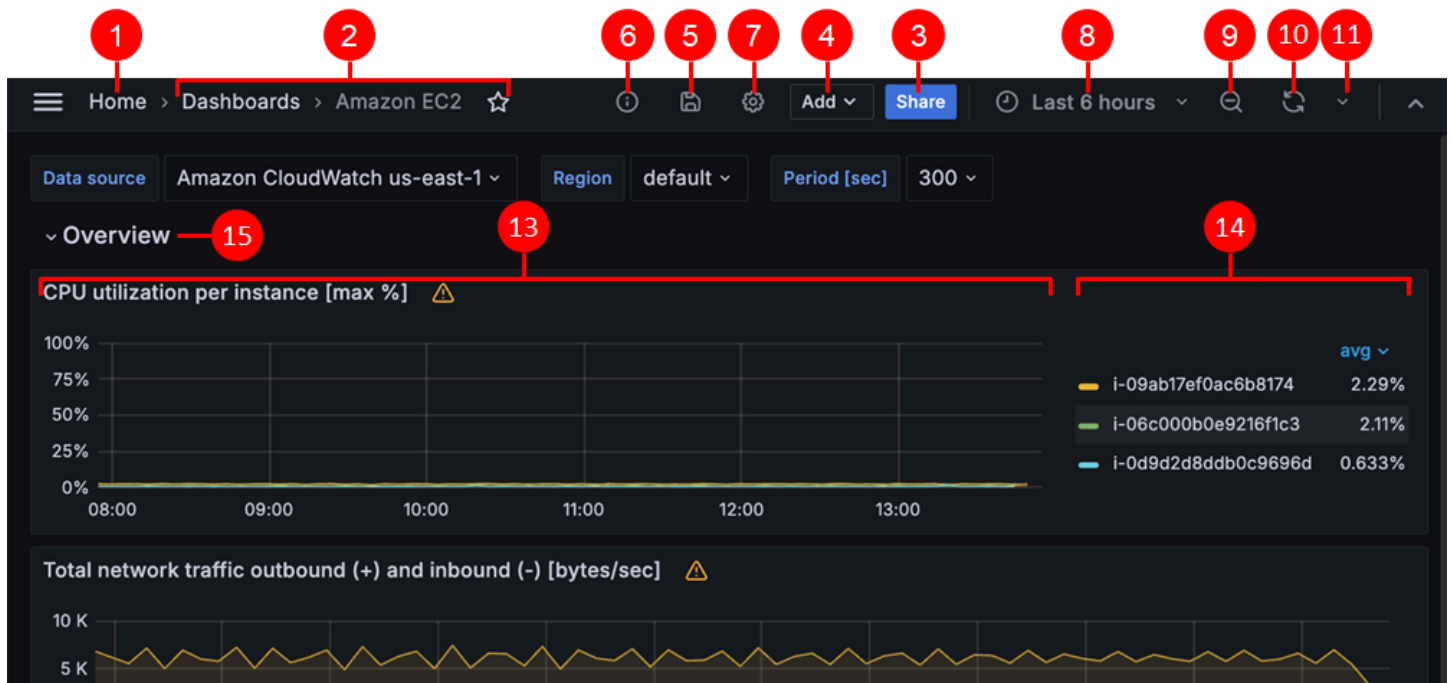 1 2 6 5 7 4 3 8 9 10 11
Home > Dashboards > Amazon EC2 Add Share Last 6 hours
Data source Amazon CloudWatch us-east-1 Region default Period [sec] 300
Overview 15 13 14
CPU utilization per instance [max %]
100%
75%
50%
25%
0%
08:00 09:00 10:00 11:00 12:00 13:00
avg
i-09ab17ef0ac6b8174 2.29%
i-06c000b0e9216f1c3 2.11%
i-0d9d2d8ddb0c9696d 0.633%
Total network traffic outbound (+) and inbound (-) [bytes/sec]
10 K
5 K